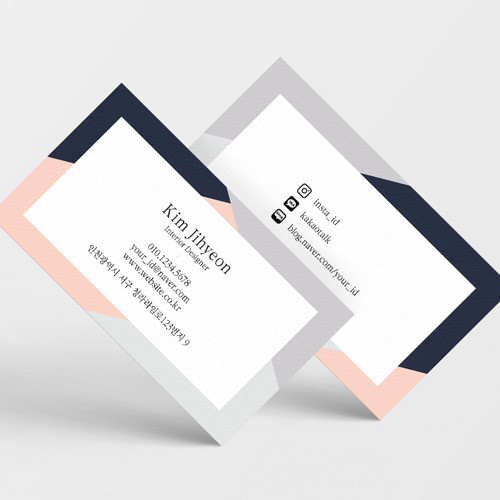 Kim Jihyeon
Interior Designer
010.1234.5678
your_id@naver.com
www.website.co.kr
인천광역시 서구 청라라임로123번지 9
insta_id
kakaotalk
blog.naver.com/your_id